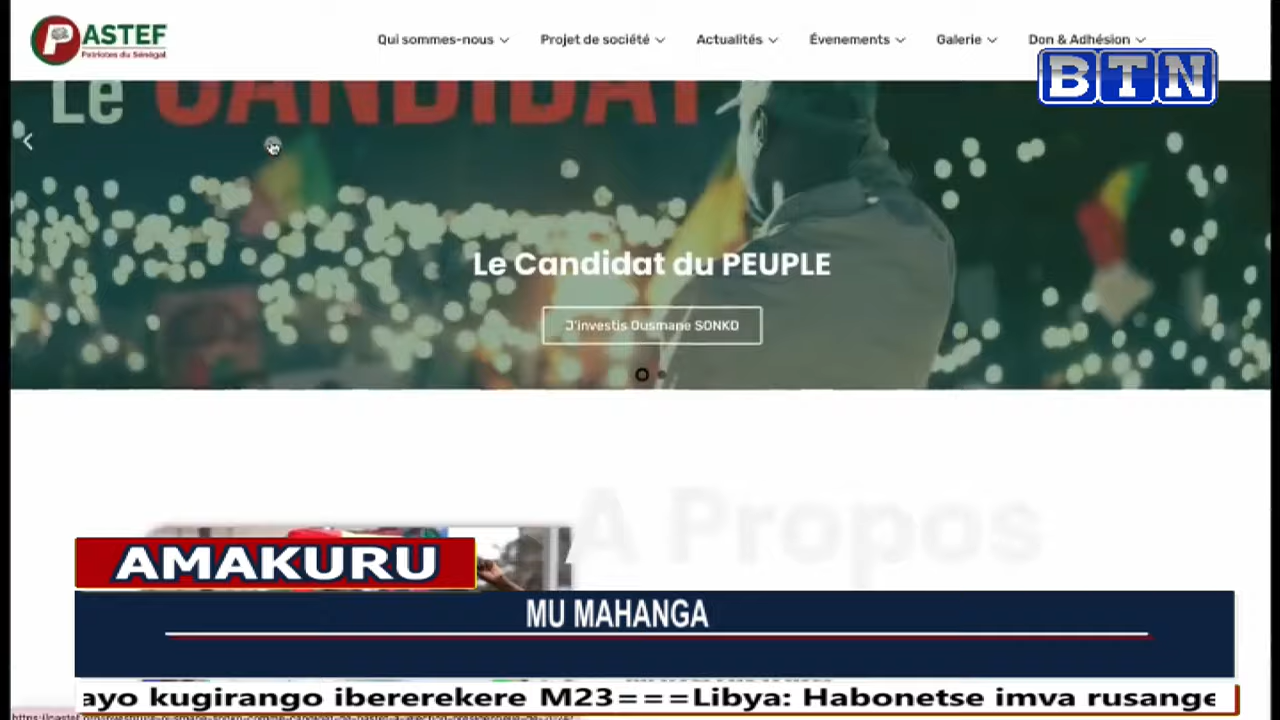 PASTEF
Patriotes du Sénégal
Qui sommes-nous
Projet de société
Actualités
Évenements
Galerie
Don & Adhésion
BTN
Le CANDIDAT
Le Candidat du PEUPLE
J'investis Ousmane SONKO
A Propos
AMAKURU
MU MAHANGA
ayo kugirango ibererekere M23===Libya: Habonetse imva rusange